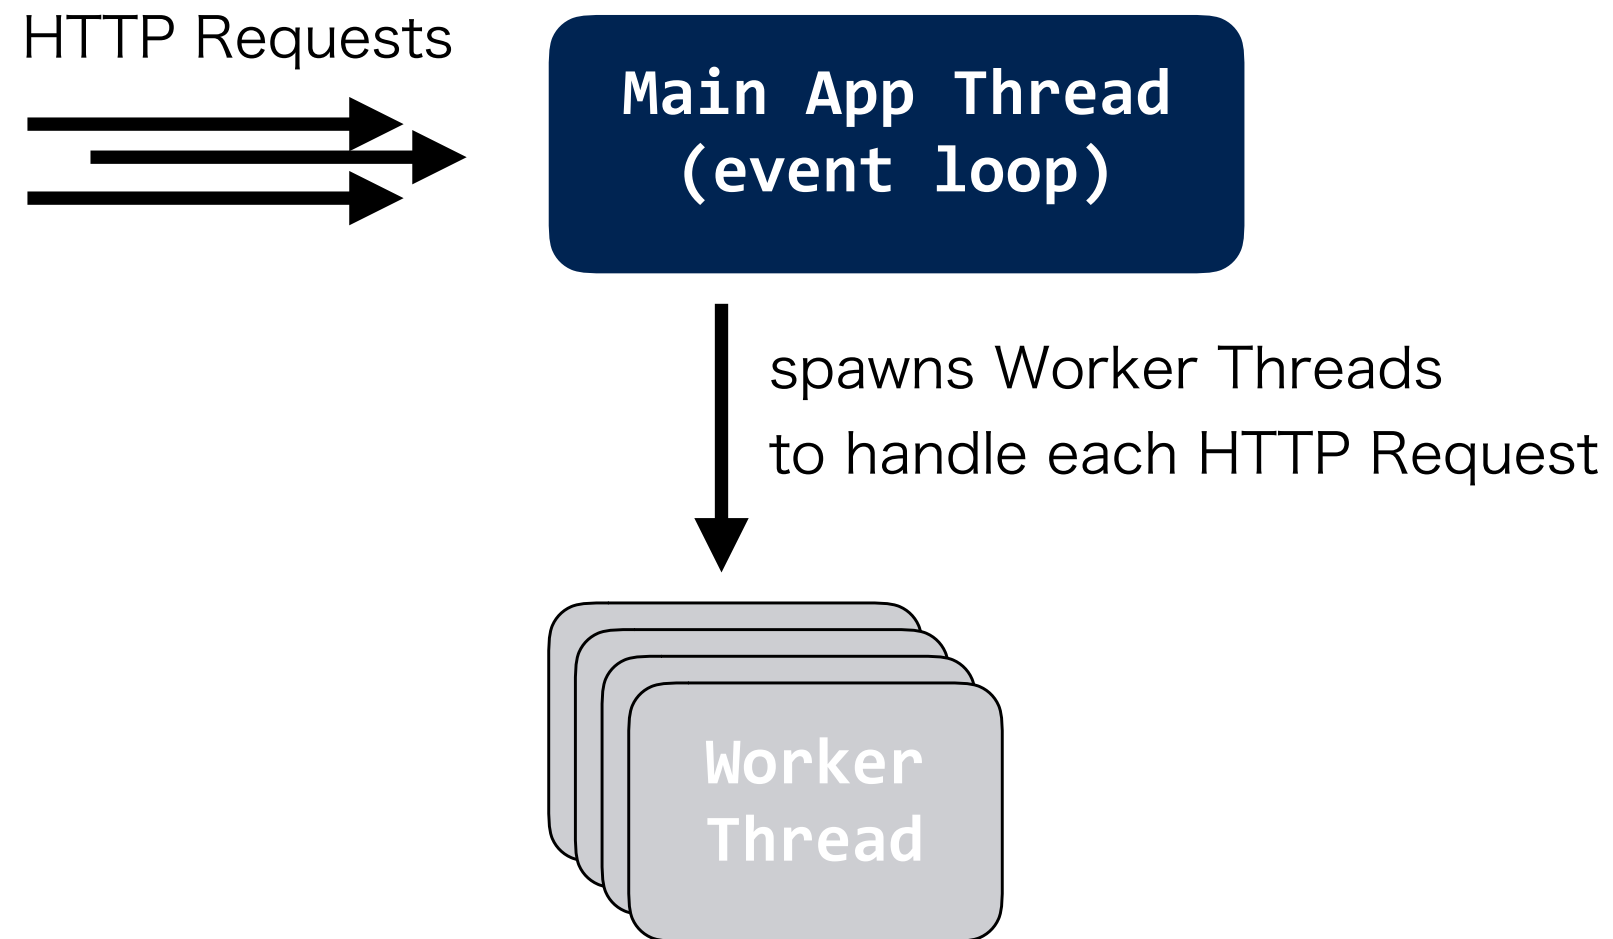 HTTP Requests
Main App Thread
(event loop)
spawns Worker Threads
to handle each HTTP Request
Worker
Thread